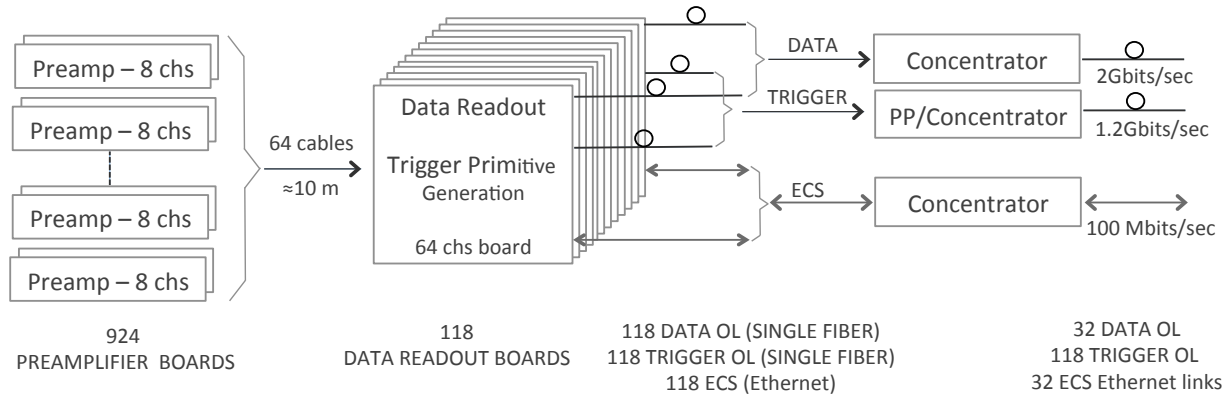 Preamp – 8 chs
Preamp – 8 chs
Preamp – 8 chs
Preamp – 8 chs
64 cables
≈10 m
Data Readout
Trigger Primitive
Generation
64 chs board
DATA
TRIGGER
ECS
Concentrator
2Gbits/sec
PP/Concentrator
1.2Gbits/sec
Concentrator
100 Mbits/sec
924
PREAMPLIFIER BOARDS
118
DATA READOUT BOARDS
118 DATA OL (SINGLE FIBER)
118 TRIGGER OL (SINGLE FIBER)
118 ECS (Ethernet)
32 DATA OL
118 TRIGGER OL
32 ECS Ethernet links